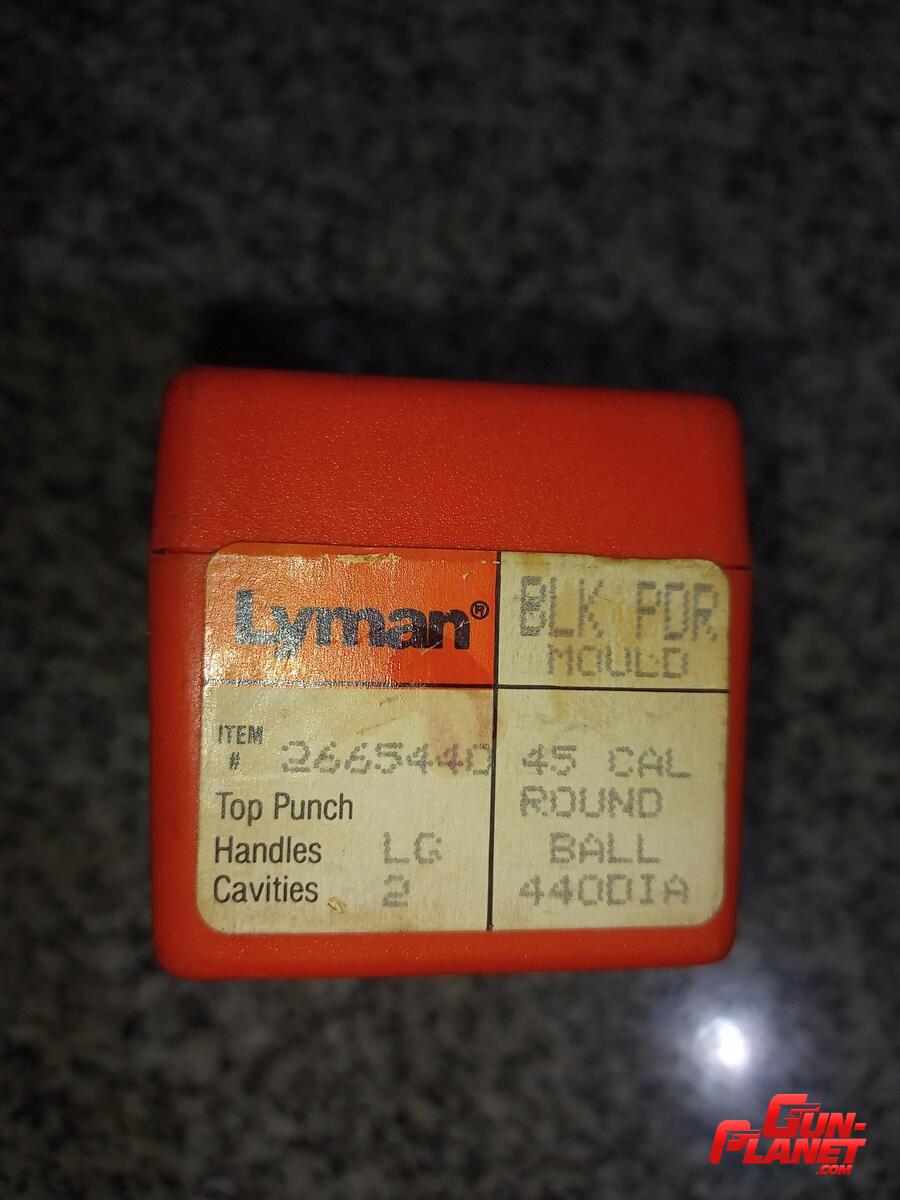 Lyman®
BLK PDR
MOULD
ITEM
# 2665440
Top Punch
Handles LG
Cavities 2
45 CAL
ROUND
BALL
440DIA
GUN-
PLANET
.COM